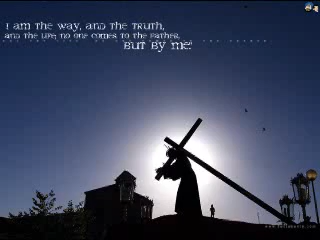 I am the way, and the truth,
and the life; no one comes to the father,
but by me!